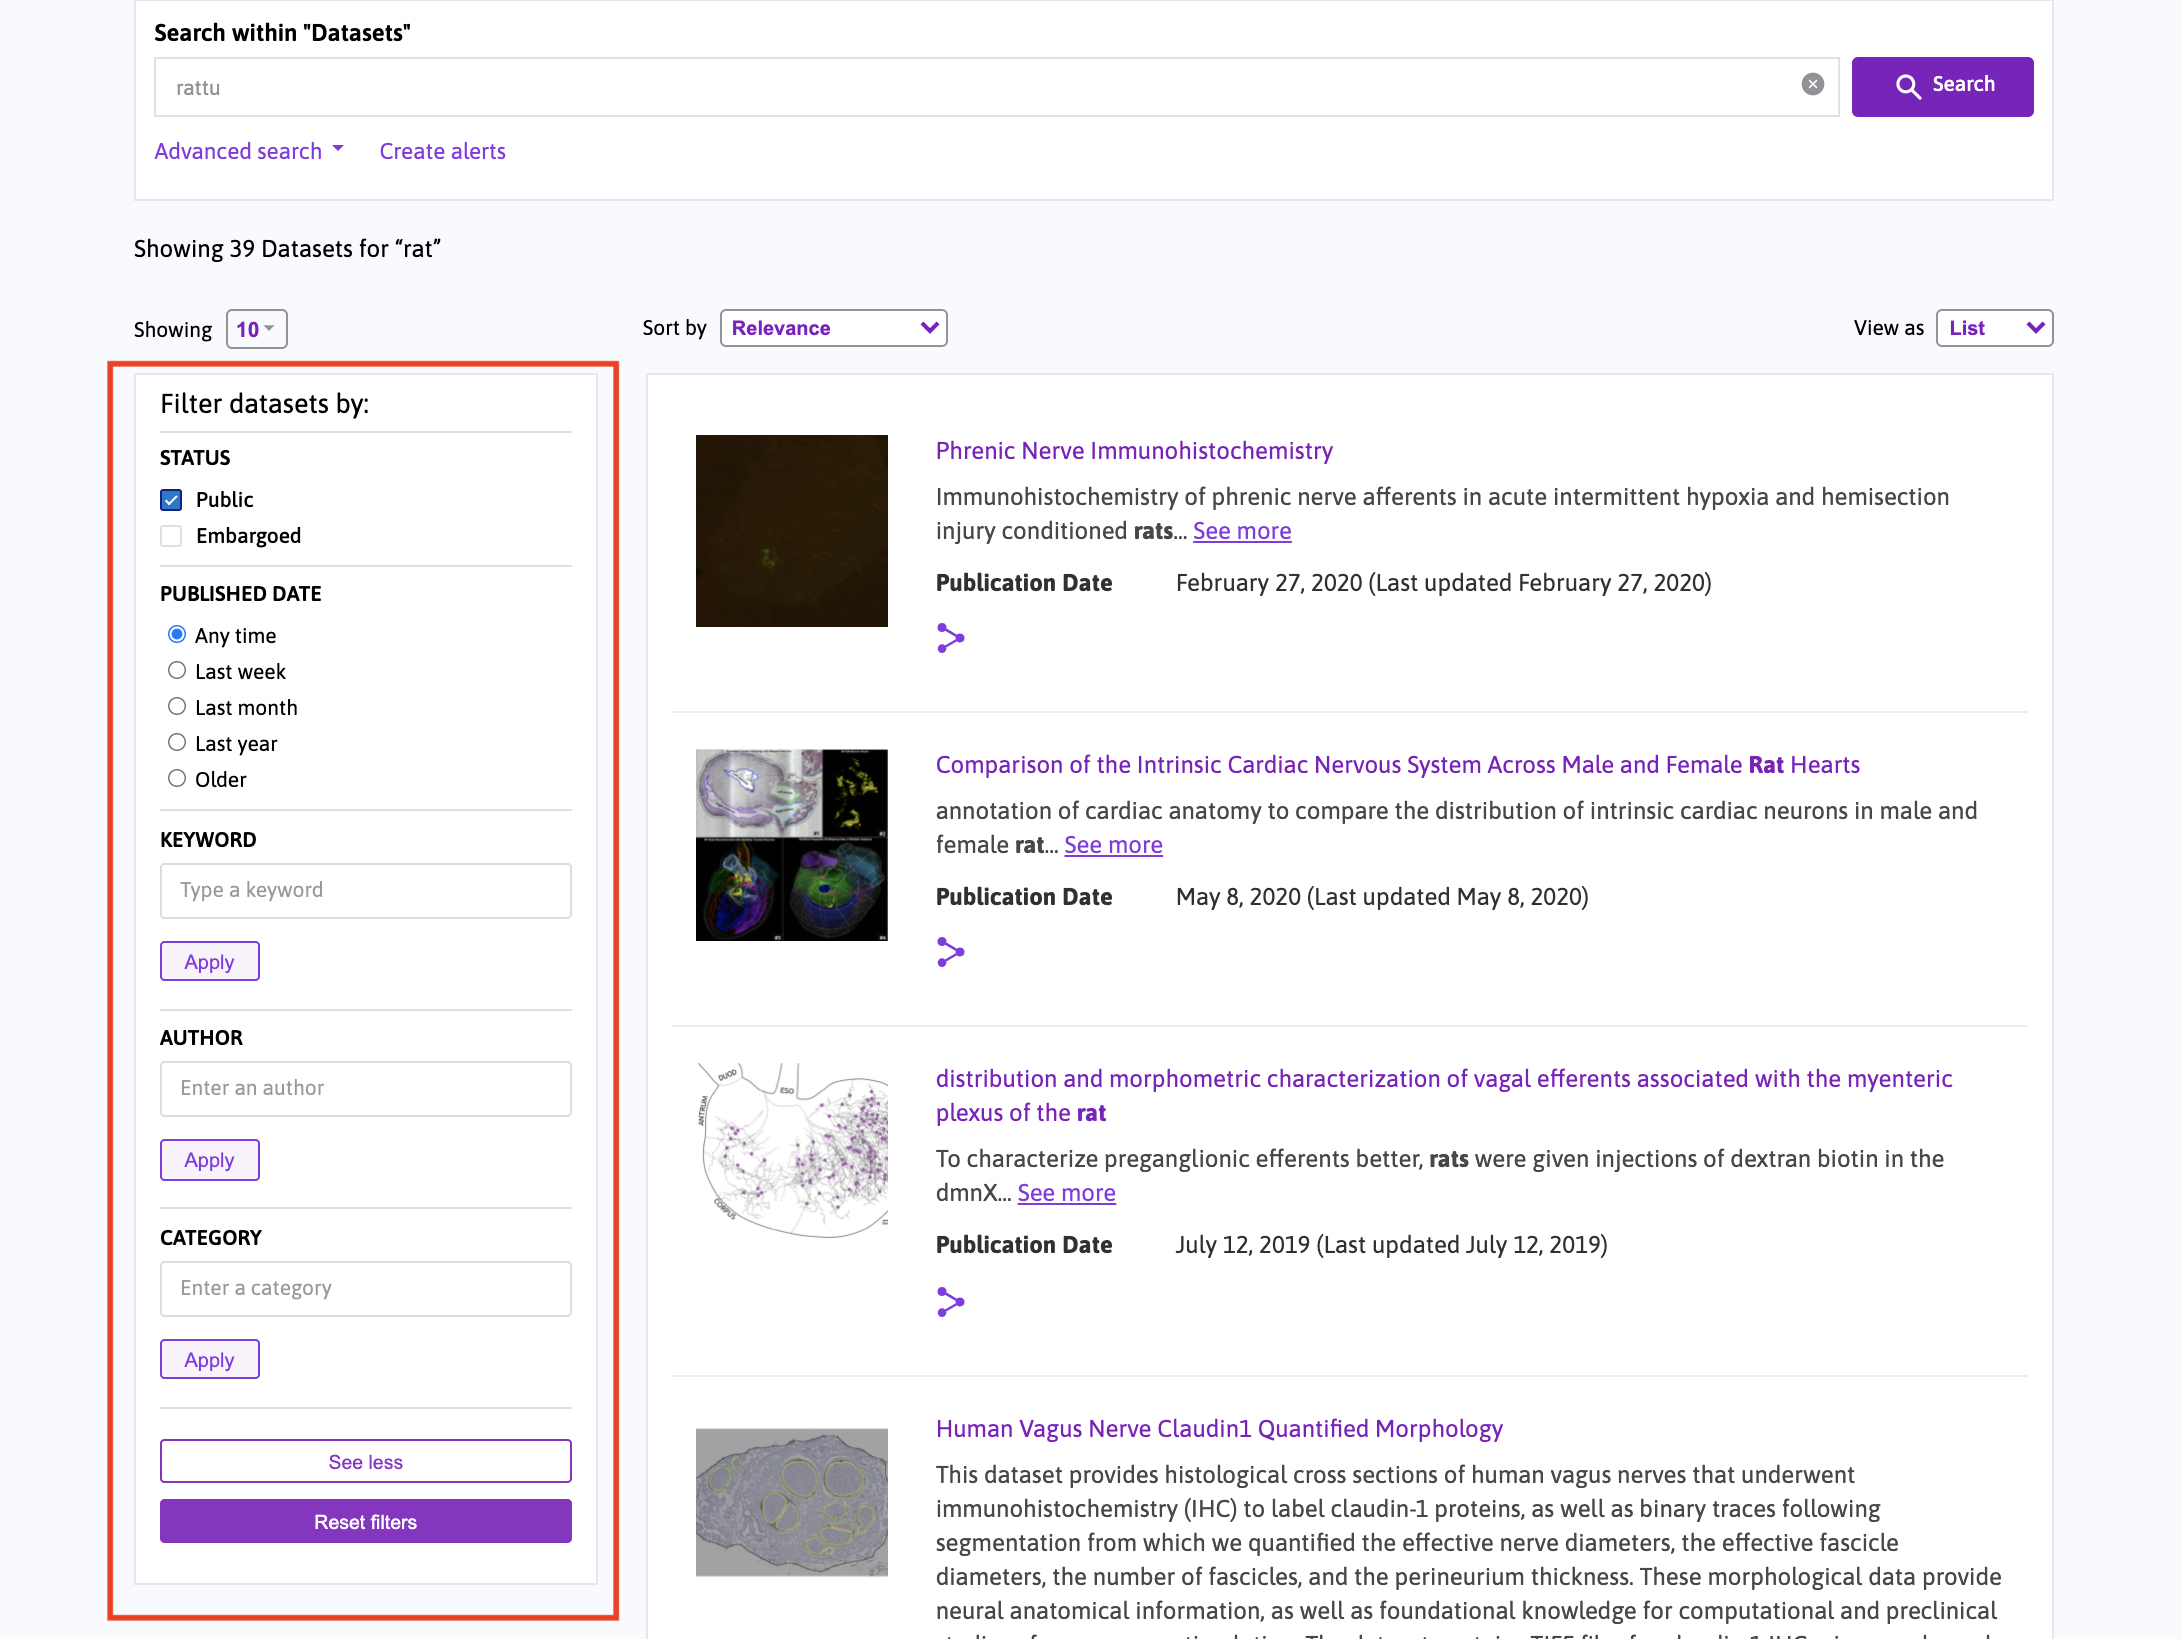 Search within "Datasets"
rattu
Search
Advanced search
Create alerts
Showing 39 Datasets for “rat”
Showing 10
Sort by Relevance
View as List
Filter datasets by:
STATUS
Public
Embargoed
PUBLISHED DATE
Any time
Last week
Last month
Last year
Older
KEYWORD
Type a keyword
Apply
AUTHOR
Enter an author
Apply
CATEGORY
Enter a category
Apply
See less
Reset filters
Phrenic Nerve Immunohistochemistry
Immunohistochemistry of phrenic nerve afferents in acute intermittent hypoxia and hemisection
injury conditioned rats... See more
Publication Date February 27, 2020 (Last updated February 27, 2020)
Comparison of the Intrinsic Cardiac Nervous System Across Male and Female Rat Hearts
annotation of cardiac anatomy to compare the distribution of intrinsic cardiac neurons in male and
female rat... See more
Publication Date May 8, 2020 (Last updated May 8, 2020)
DUOD
ESO
ANTRUM
CORPUS
distribution and morphometric characterization of vagal efferents associated with the myenteric
plexus of the rat
To characterize preganglionic efferents better, rats were given injections of dextran biotin in the
dmnX... See more
Publication Date July 12, 2019 (Last updated July 12, 2019)
Human Vagus Nerve Claudin1 Quantified Morphology
This dataset provides histological cross sections of human vagus nerves that underwent
immunohistochemistry (IHC) to label claudin-1 proteins, as well as binary traces following
segmentation from which we quantified the effective nerve diameters, the effective fascicle
diameters, the number of fascicles, and the perineurium thickness. These morphological data provide
neural anatomical information, as well as foundational knowledge for computational and preclinical